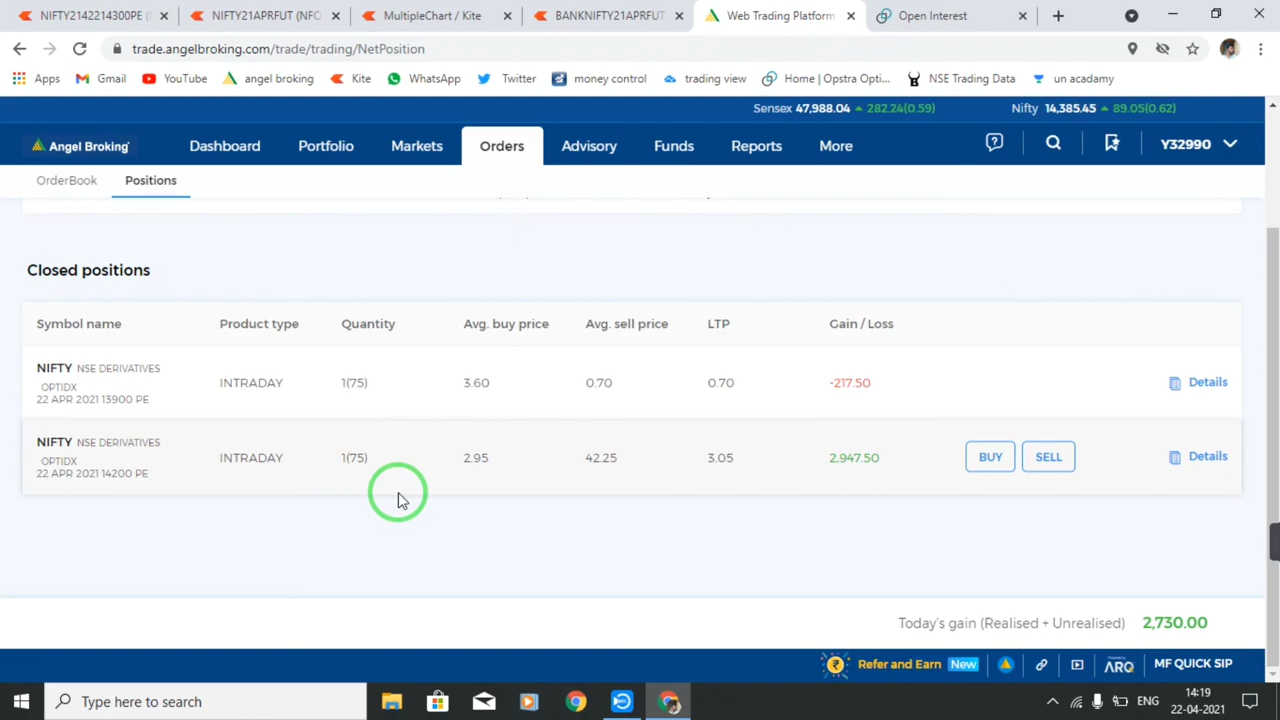 NIFTY2142214300PE (
NIFTY21APRFUT (NFO
MultipleChart / Kite
BANKNIFTY21APRFUT
Web Trading Platform
Open Interest
trade.angelbroking.com/trade/trading/NetPosition
Apps
Gmail
YouTube
angel broking
Kite
WhatsApp
Twitter
money control
trading view
Home | Opstra Opti...
NSE Trading Data
un acadamy
Sensex 47,988.04 282.24(0.59)
Nifty 14,385.45 89.05(0.62)
Angel Broking
Dashboard
Portfolio
Markets
Orders
Advisory
Funds
Reports
More
Y32990
OrderBook
Positions
Closed positions
Symbol name
Product type
Quantity
Avg. buy price
Avg. sell price
LTP
Gain / Loss
NIFTY NSE DERIVATIVES
OPTIDX
22 APR 2021 13900 PE
INTRADAY
1(75)
3.60
0.70
0.70
-217.50
Details
NIFTY NSE DERIVATIVES
OPTIDX
22 APR 2021 14200 PE
INTRADAY
1(75)
2.95
42.25
3.05
2,947.50
BUY
SELL
Details
Today's gain (Realised + Unrealised) 2,730.00
Refer and Earn New
ARQ
MF QUICK SIP
Type here to search
ENG
14:19
22-04-2021